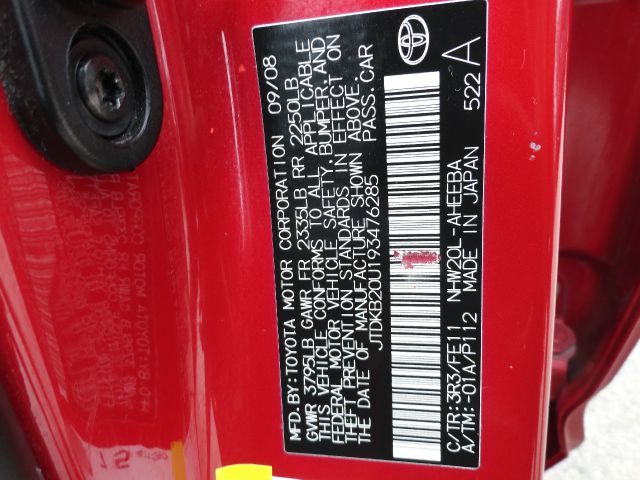 MFD. BY: TOYOTA MOTOR CORPORATION 09/08
GVWR 3795LB GAWR FR 2335LB RR 2250LB
THIS VEHICLE CONFORMS TO ALL APPLICABLE
FEDERAL MOTOR VEHICLE SAFETY, BUMPER, AND
THEFT PREVENTION STANDARDS IN EFFECT ON
THE DATE OF MANUFACTURE SHOWN ABOVE.
JTDKB20U193476285 PASS. CAR
C/TR: 3R3/FE11 NHW20L-AHEEBA
A/TM: -01A/P112 MADE IN JAPAN 522 A